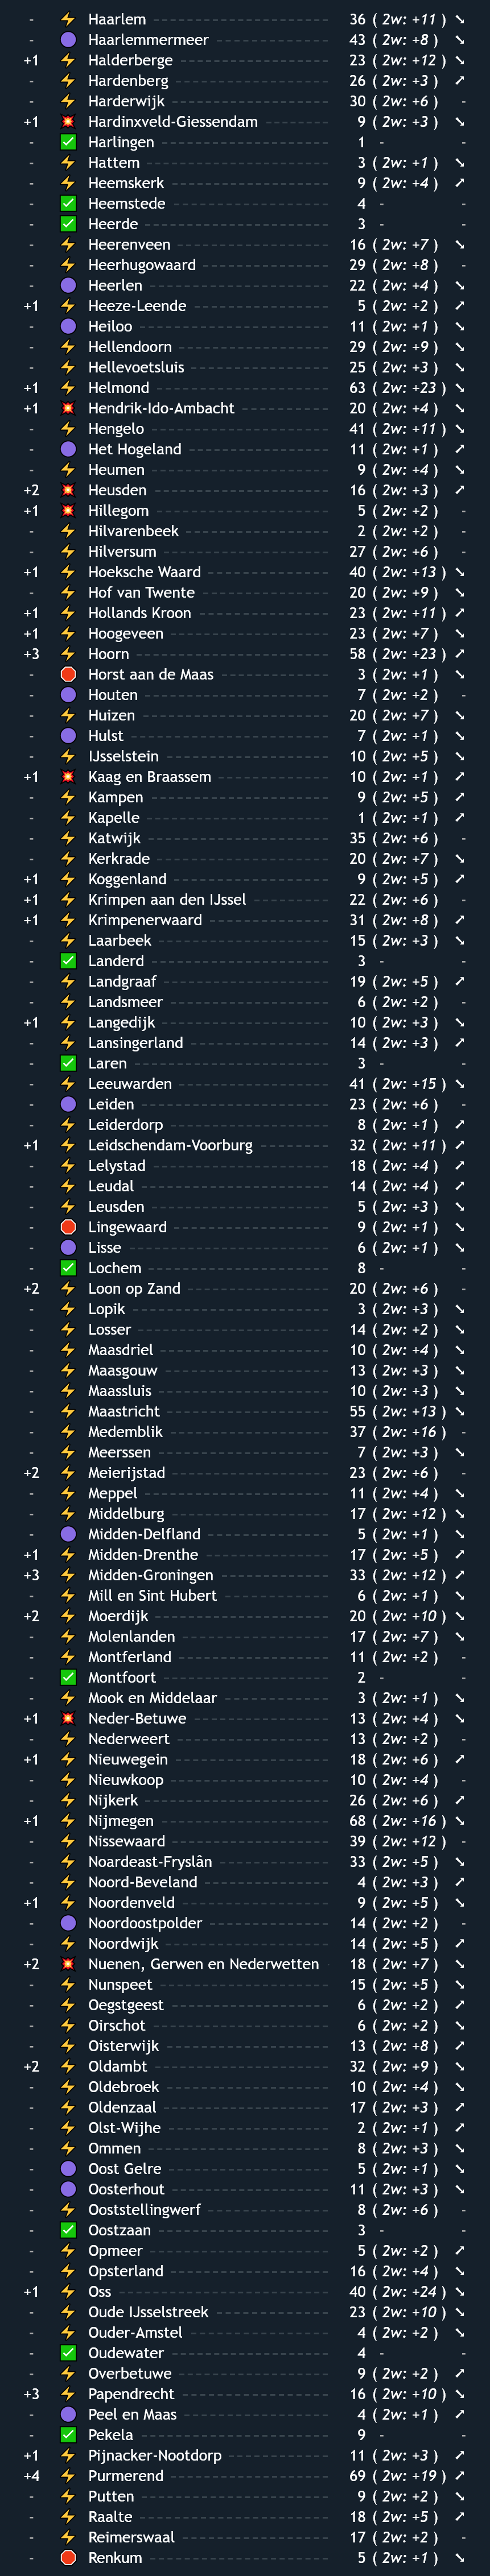 - ⚡ Haarlem 36 ( 2w: +11 ) ↘
- 🟣 Haarlemmermeer 43 ( 2w: +8 ) ↘
+1 ⚡ Halderberge 23 ( 2w: +12 ) ↘
- ⚡ Hardenberg 26 ( 2w: +3 ) ↗
- ⚡ Harderwijk 30 ( 2w: +6 ) -
+1 💥 Hardinxveld-Giessendam 9 ( 2w: +3 ) ↘
- ✅ Harlingen 1 - -
- ⚡ Hattem 3 ( 2w: +1 ) ↘
- ⚡ Heemskerk 9 ( 2w: +4 ) ↗
- ✅ Heemstede 4 - -
- ✅ Heerde 3 - -
- ⚡ Heerenveen 16 ( 2w: +7 ) ↘
- ⚡ Heerhugowaard 29 ( 2w: +8 ) -
- 🟣 Heerlen 22 ( 2w: +4 ) ↘
+1 ⚡ Heeze-Leende 5 ( 2w: +2 ) ↗
- 🟣 Heiloo 11 ( 2w: +1 ) ↘
- ⚡ Hellendoorn 29 ( 2w: +9 ) ↘
- ⚡ Hellevoetsluis 25 ( 2w: +3 ) ↘
+1 ⚡ Helmond 63 ( 2w: +23 ) ↘
+1 💥 Hendrik-Ido-Ambacht 20 ( 2w: +4 ) ↘
- ⚡ Hengelo 41 ( 2w: +11 ) ↘
- 🟣 Het Hogeland 11 ( 2w: +1 ) ↗
- ⚡ Heumen 9 ( 2w: +4 ) ↘
+2 💥 Heusden 16 ( 2w: +3 ) ↗
+1 💥 Hillegom 5 ( 2w: +2 ) -
- ⚡ Hilvarenbeek 2 ( 2w: +2 ) -
- ⚡ Hilversum 27 ( 2w: +6 ) -
+1 ⚡ Hoeksche Waard 40 ( 2w: +13 ) ↘
- ⚡ Hof van Twente 20 ( 2w: +9 ) ↘
+1 ⚡ Hollands Kroon 23 ( 2w: +11 ) ↗
+1 ⚡ Hoogeveen 23 ( 2w: +7 ) ↘
+3 ⚡ Hoorn 58 ( 2w: +23 ) ↗
- 🛑 Horst aan de Maas 3 ( 2w: +1 ) ↘
- 🟣 Houten 7 ( 2w: +2 ) -
- ⚡ Huizen 20 ( 2w: +7 ) ↘
- 🟣 Hulst 7 ( 2w: +1 ) ↘
- ⚡ IJsselstein 10 ( 2w: +5 ) ↘
+1 💥 Kaag en Braassem 10 ( 2w: +1 ) ↗
- ⚡ Kampen 9 ( 2w: +5 ) ↗
- ⚡ Kapelle 1 ( 2w: +1 ) ↗
- ⚡ Katwijk 35 ( 2w: +6 ) -
- ⚡ Kerkrade 20 ( 2w: +7 ) ↘
+1 ⚡ Koggenland 9 ( 2w: +5 ) ↗
+1 ⚡ Krimpen aan den IJssel 22 ( 2w: +6 ) -
+1 ⚡ Krimpenerwaard 31 ( 2w: +8 ) ↗
- ⚡ Laarbeek 15 ( 2w: +3 ) ↘
- ✅ Landerd 3 - -
- ⚡ Landgraaf 19 ( 2w: +5 ) ↗
- ⚡ Landsmeer 6 ( 2w: +2 ) -
+1 ⚡ Langedijk 10 ( 2w: +3 ) ↘
- ⚡ Lansingerland 14 ( 2w: +3 ) ↗
- ✅ Laren 3 - -
- ⚡ Leeuwarden 41 ( 2w: +15 ) ↘
- 🟣 Leiden 23 ( 2w: +6 ) -
- ⚡ Leiderdorp 8 ( 2w: +1 ) ↗
+1 ⚡ Leidschendam-Voorburg 32 ( 2w: +11 ) ↗
- ⚡ Lelystad 18 ( 2w: +4 ) ↗
- ⚡ Leudal 14 ( 2w: +4 ) ↗
- ⚡ Leusden 5 ( 2w: +3 ) ↘
- 🛑 Lingewaard 9 ( 2w: +1 ) ↘
- 🟣 Lisse 6 ( 2w: +1 ) ↘
- ✅ Lochem 8 - -
+2 ⚡ Loon op Zand 20 ( 2w: +6 ) -
- ⚡ Lopik 3 ( 2w: +3 ) ↘
- ⚡ Losser 14 ( 2w: +2 ) ↘
- ⚡ Maasdriel 10 ( 2w: +4 ) ↘
- ⚡ Maasgouw 13 ( 2w: +3 ) ↘
- ⚡ Maassluis 10 ( 2w: +3 ) ↘
- ⚡ Maastricht 55 ( 2w: +13 ) ↘
- ⚡ Medemblik 37 ( 2w: +16 ) -
- ⚡ Meerssen 7 ( 2w: +3 ) ↘
+2 ⚡ Meierijstad 23 ( 2w: +6 ) -
- ⚡ Meppel 11 ( 2w: +4 ) ↘
- ⚡ Middelburg 17 ( 2w: +12 ) ↘
- 🟣 Midden-Delfland 5 ( 2w: +1 ) ↘
+1 ⚡ Midden-Drenthe 17 ( 2w: +5 ) ↗
+3 ⚡ Midden-Groningen 33 ( 2w: +12 ) ↗
- ⚡ Mill en Sint Hubert 6 ( 2w: +1 ) ↘
+2 ⚡ Moerdijk 20 ( 2w: +10 ) ↘
- ⚡ Molenlanden 17 ( 2w: +7 ) ↘
- ⚡ Montferland 11 ( 2w: +2 ) -
- ✅ Montfoort 2 - -
- ⚡ Mook en Middelaar 3 ( 2w: +1 ) ↘
+1 💥 Neder-Betuwe 13 ( 2w: +4 ) ↘
- ⚡ Nederweert 13 ( 2w: +2 ) -
+1 ⚡ Nieuwegein 18 ( 2w: +6 ) ↗
- ⚡ Nieuwkoop 10 ( 2w: +4 ) -
- ⚡ Nijkerk 26 ( 2w: +6 ) ↗
+1 ⚡ Nijmegen 68 ( 2w: +16 ) ↘
- ⚡ Nissewaard 39 ( 2w: +12 ) -
- ⚡ Noardeast-Fryslân 33 ( 2w: +5 ) ↘
- ⚡ Noord-Beveland 4 ( 2w: +3 ) ↗
+1 ⚡ Noordenveld 9 ( 2w: +5 ) ↘
- 🟣 Noordoostpolder 14 ( 2w: +2 ) -
- ⚡ Noordwijk 14 ( 2w: +5 ) ↗
+2 💥 Nuenen, Gerwen en Nederwetten 18 ( 2w: +7 ) ↘
- ⚡ Nunspeet 15 ( 2w: +5 ) ↘
- ⚡ Oegstgeest 6 ( 2w: +2 ) ↗
- ⚡ Oirschot 6 ( 2w: +2 ) ↘
- ⚡ Oisterwijk 13 ( 2w: +8 ) ↗
+2 ⚡ Oldambt 32 ( 2w: +9 ) ↘
- ⚡ Oldebroek 10 ( 2w: +4 ) ↘
- ⚡ Oldenzaal 17 ( 2w: +3 ) ↗
- ⚡ Olst-Wijhe 2 ( 2w: +1 ) ↗
- ⚡ Ommen 8 ( 2w: +3 ) ↘
- 🟣 Oost Gelre 5 ( 2w: +1 ) ↘
- 🟣 Oosterhout 11 ( 2w: +3 ) ↘
- ⚡ Ooststellingwerf 8 ( 2w: +6 ) -
- ✅ Oostzaan 3 - -
- ⚡ Opmeer 5 ( 2w: +2 ) ↗
- ⚡ Opsterland 16 ( 2w: +4 ) ↘
+1 ⚡ Oss 40 ( 2w: +24 ) ↘
- ⚡ Oude IJsselstreek 23 ( 2w: +10 ) ↘
- ⚡ Ouder-Amstel 4 ( 2w: +2 ) ↘
- ✅ Oudewater 4 - -
- ⚡ Overbetuwe 9 ( 2w: +2 ) ↗
+3 ⚡ Papendrecht 16 ( 2w: +10 ) ↘
- 🟣 Peel en Maas 4 ( 2w: +1 ) ↗
- ✅ Pekela 9 - -
+1 ⚡ Pijnacker-Nootdorp 11 ( 2w: +3 ) ↗
+4 ⚡ Purmerend 69 ( 2w: +19 ) ↗
- ⚡ Putten 9 ( 2w: +2 ) ↘
- ⚡ Raalte 18 ( 2w: +5 ) ↗
- ⚡ Reimerswaal 17 ( 2w: +2 ) -
- 🛑 Renkum 5 ( 2w: +1 ) ↘